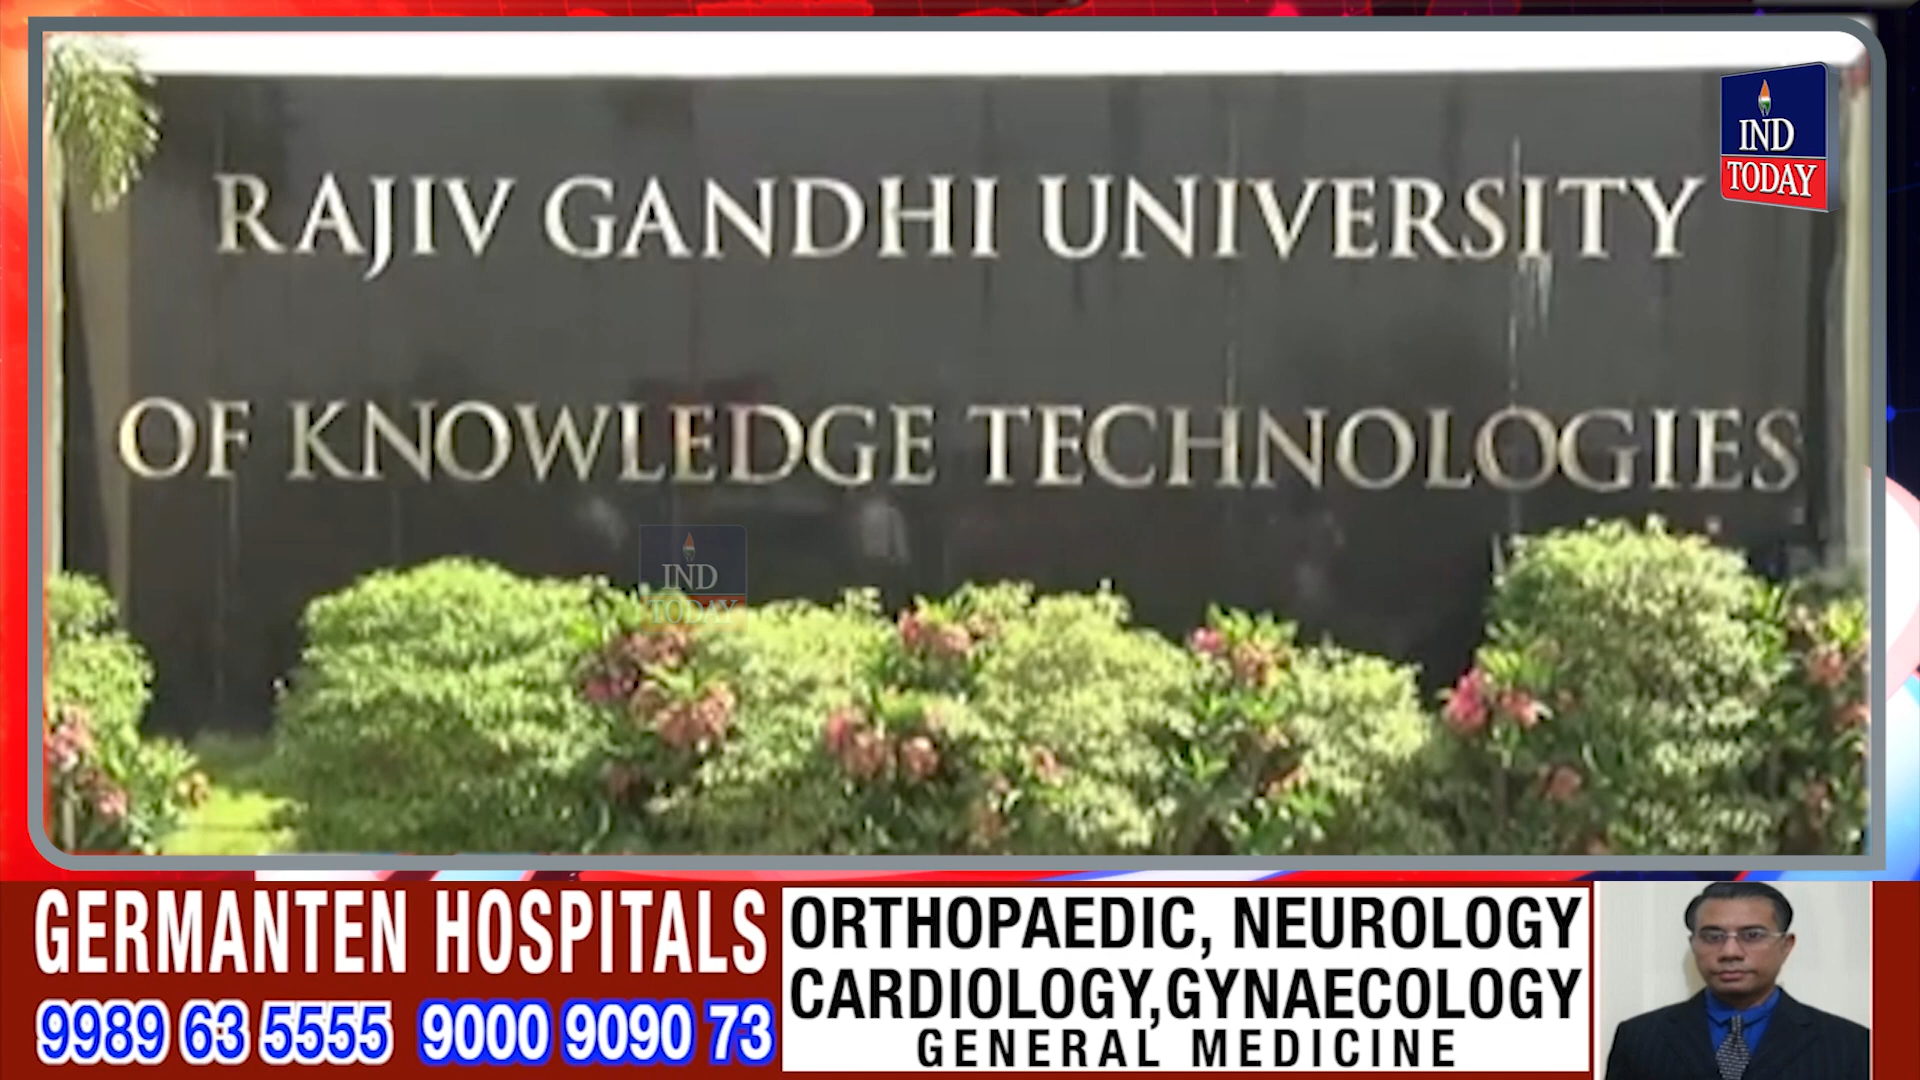 RAJIV GANDHI UNIVERSITY
OF KNOWLEDGE TECHNOLOGIES
IND
TODAY
IND
TODAY
GERMANTEN HOSPITALS
9989 63 5555 9000 9090 73
ORTHOPAEDIC, NEUROLOGY
CARDIOLOGY,GYNAECOLOGY
GENERAL MEDICINE